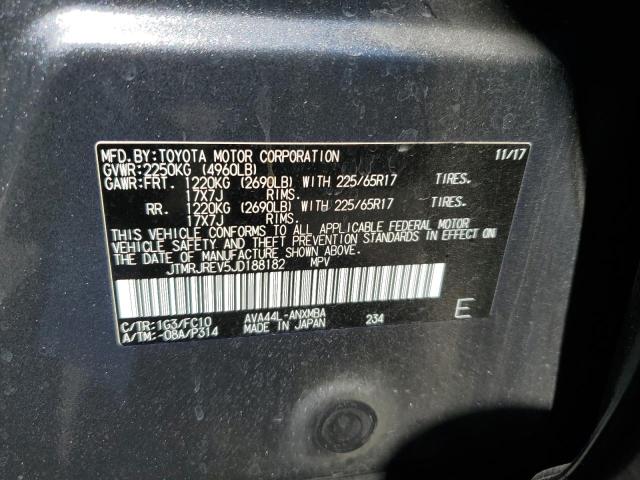 MFD.BY:TOYOTA MOTOR CORPORATION 11/17
GVWR:2250KG (4960LB)
GAWR:FRT. 1220KG (2690LB) WITH 225/65R17 TIRES.
17X7J RIMS.
RR. 1220KG (2690LB) WITH 225/65R17 TIRES.
17X7J RIMS.
THIS VEHICLE CONFORMS TO ALL APPLICABLE FEDERAL MOTOR
VEHICLE SAFETY AND THEFT PREVENTION STANDARDS IN EFFECT ON
THE DATE OF MANUFACTURE SHOWN ABOVE.
JTMRJREV5JD188182 MPV
C/TR:1G3/FC10 AVA44L-ANXMBA
A/TM:-08A/P314 MADE IN JAPAN 234 E